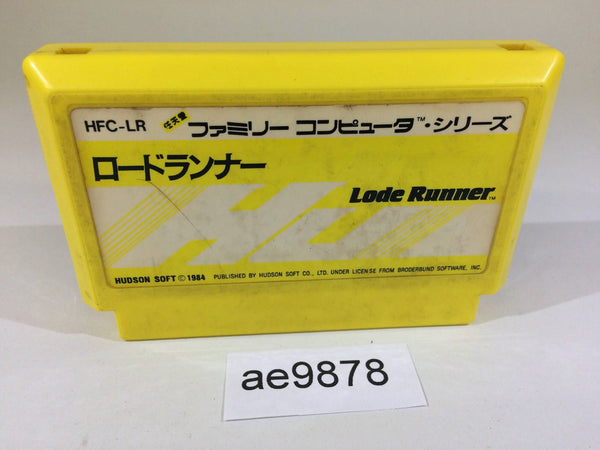 HFC-LR 任天堂 ファミリー コンピュータ™・シリーズ
ロードランナー
Lode Runner™
HUDSON SOFT © 1984 PUBLISHED BY HUDSON SOFT CO., LTD. UNDER LICENSE FROM BRODERBUND SOFTWARE, INC.
ae9878